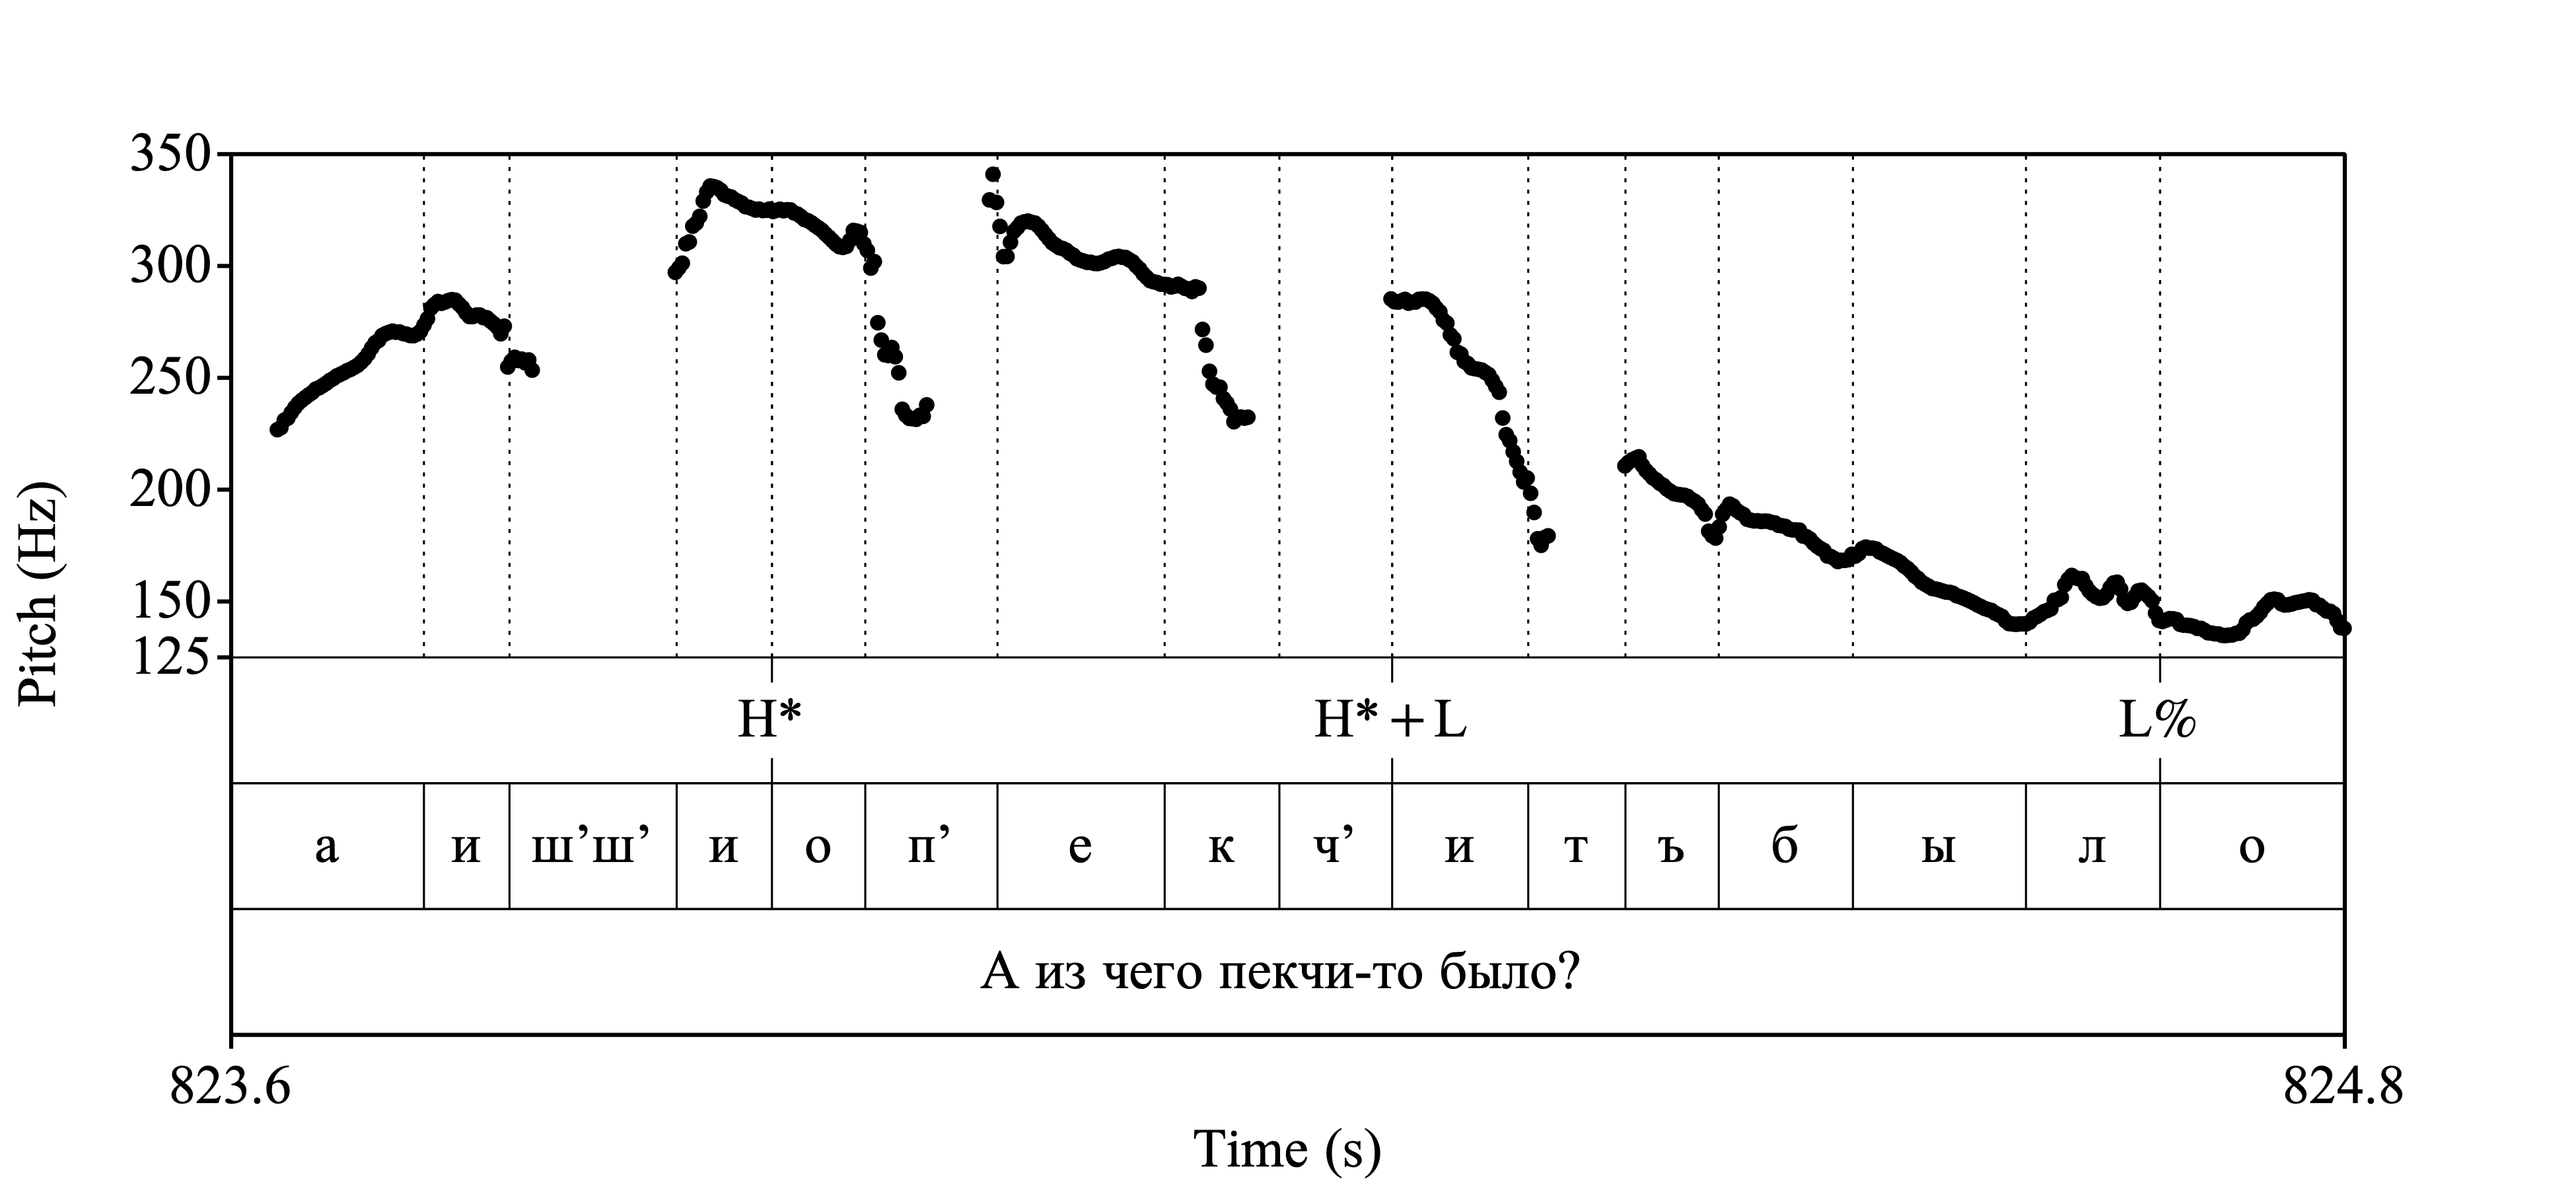 Pitch (Hz)
350
300
250
200
150
125
H* H* + L L%
а и ш’ш’ и о п’ е к ч’ и т ъ б ы л о
А из чего пекчи-то было?
823.6 824.8
Time (s)